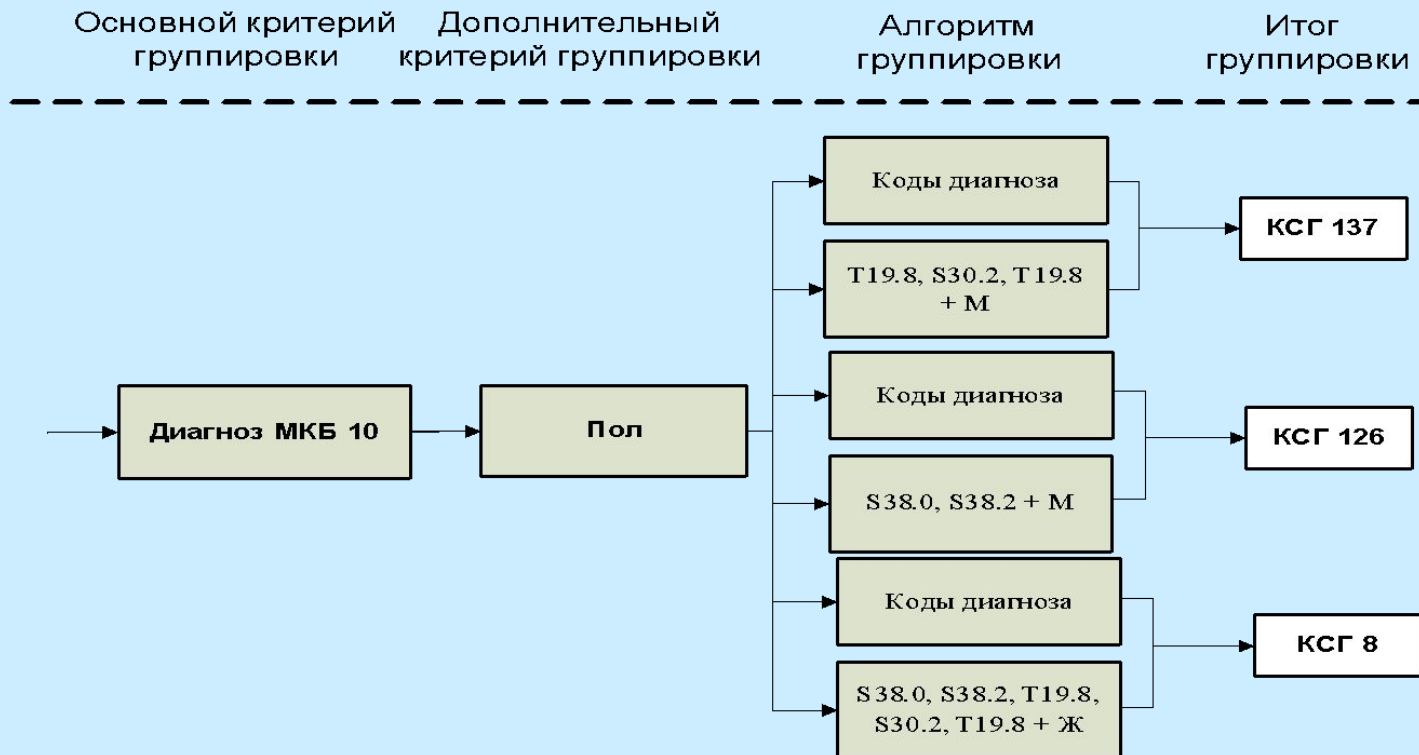 Основной критерий
группировки
Дополнительный
критерий группировки
Алгоритм
группировки
Итог
группировки
Коды диагноза
КСГ 137
T19.8, S30.2, T19.8
+ М
Коды диагноза
Диагноз МКБ 10
Пол
КСГ 126
S38.0, S38.2 + М
Коды диагноза
КСГ 8
S38.0, S38.2, T19.8,
S30.2, T19.8 + Ж